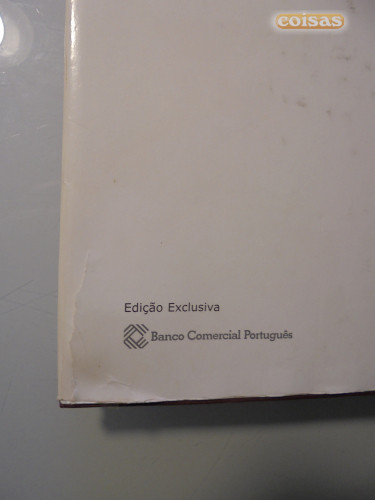 coisas
Edição Exclusiva
Banco Comercial Português